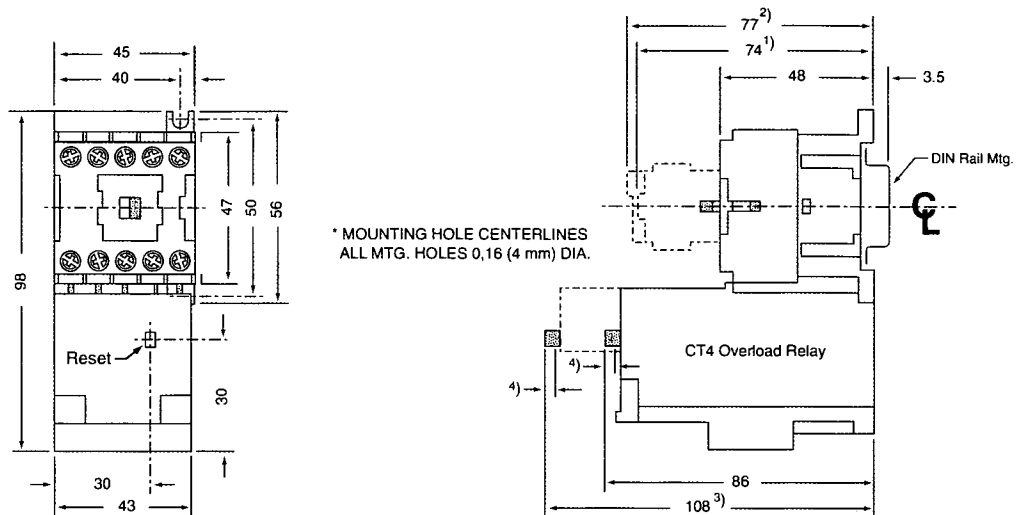 45
40
98
47
50
56
Reset
30
30
43
* MOUNTING HOLE CENTERLINES
ALL MTG. HOLES 0,16 (4 mm) DIA.
77 2)
74 1)
48
3.5
DIN Rail Mtg.
CL
CT4 Overload Relay
4)
4)
86
108 3)